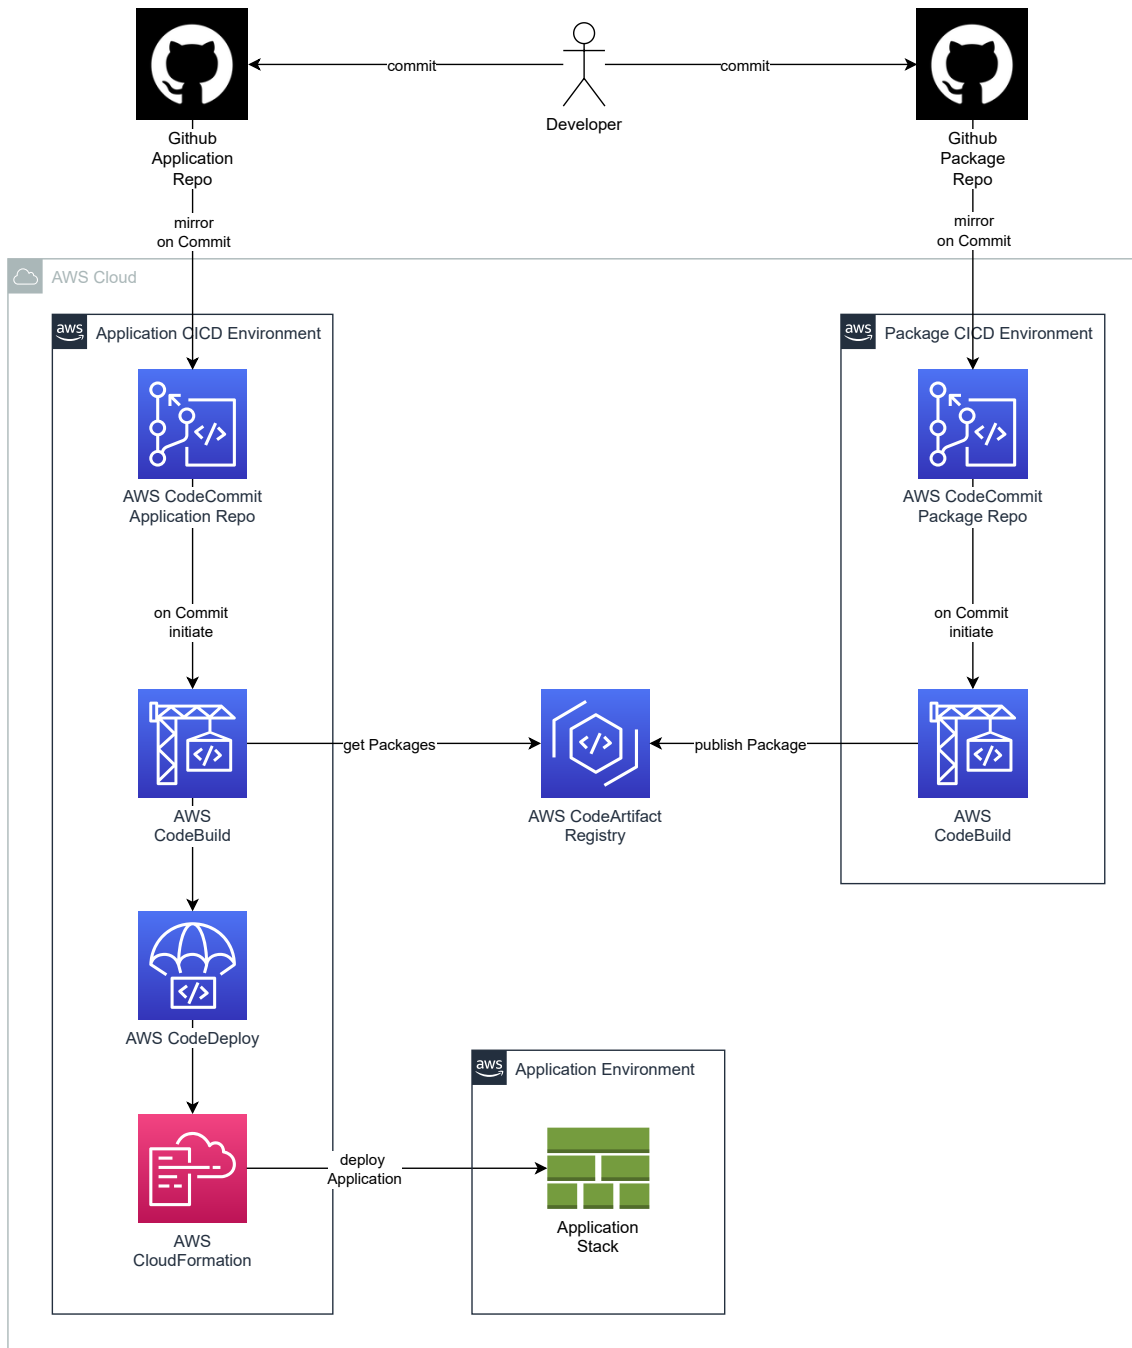 commit
commit
Developer
Github
Application
Repo
Github
Package
Repo
mirror
on Commit
mirror
on Commit
AWS Cloud
aws
Application CICD Environment
aws
Package CICD Environment
AWS CodeCommit
Application Repo
AWS CodeCommit
Package Repo
on Commit
initiate
on Commit
initiate
get Packages
publish Package
AWS
CodeBuild
AWS CodeArtifact
Registry
AWS
CodeBuild
AWS CodeDeploy
aws
Application Environment
deploy
Application
Application
Stack
AWS
CloudFormation